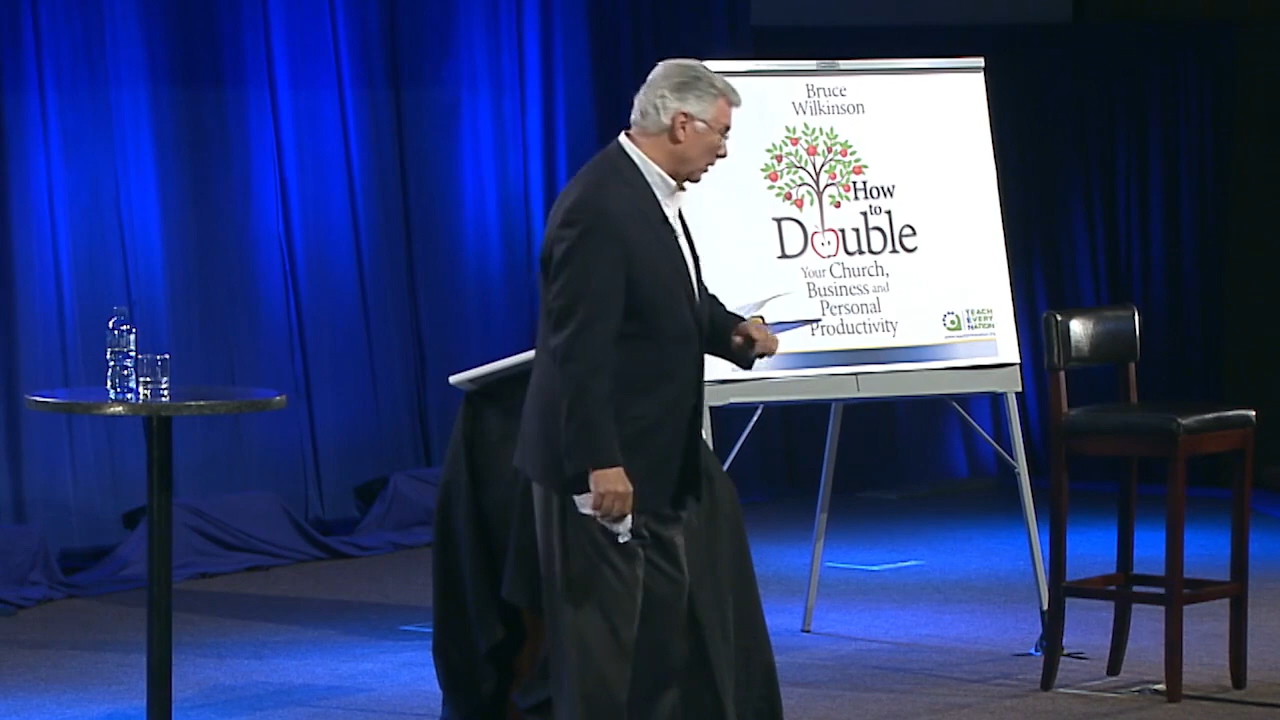 Bruce
Wilkinson
How
to
Double
Your Church,
Business and
Personal
Productivity
TEACH
EVERY
NATION